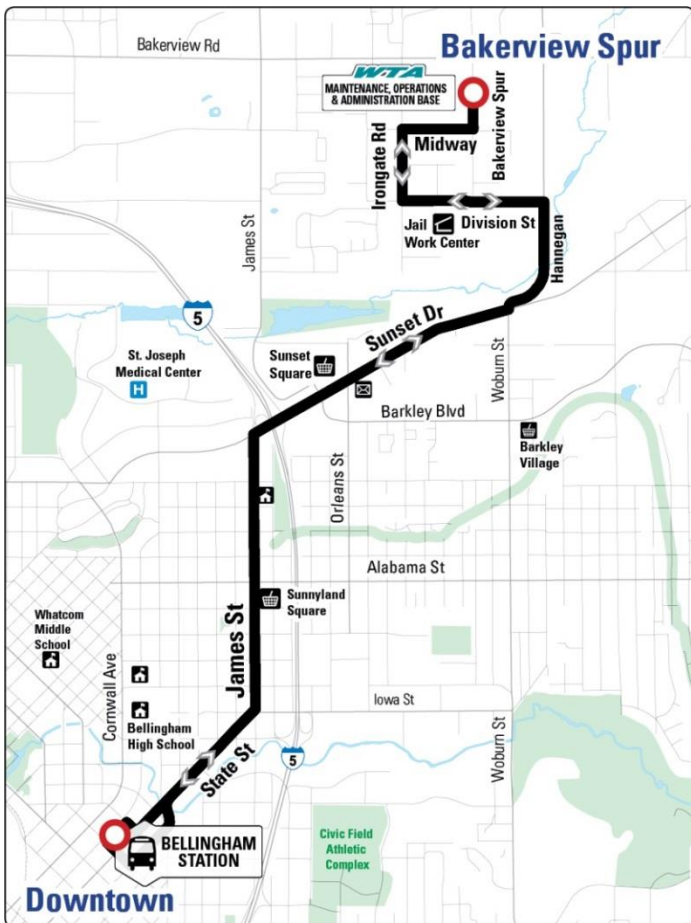 Bakerview Rd
Bakerview Spur
WTA
MAINTENANCE, OPERATIONS
& ADMINISTRATION BASE
Bakerview Spur
Irongate Rd
Midway
Jail
Work Center
Division St
Hannegan
James St
5
Sunset Dr
St. Joseph
Medical Center
H
Sunset
Square
Woburn St
Barkley Blvd
Barkley
Village
Orleans St
Alabama St
Sunnyland
Square
Whatcom
Middle
School
Cornwall Ave
James St
Iowa St
Bellingham
High School
State St
5
Woburn St
BELLINGHAM
STATION
Civic Field
Athletic
Complex
Downtown